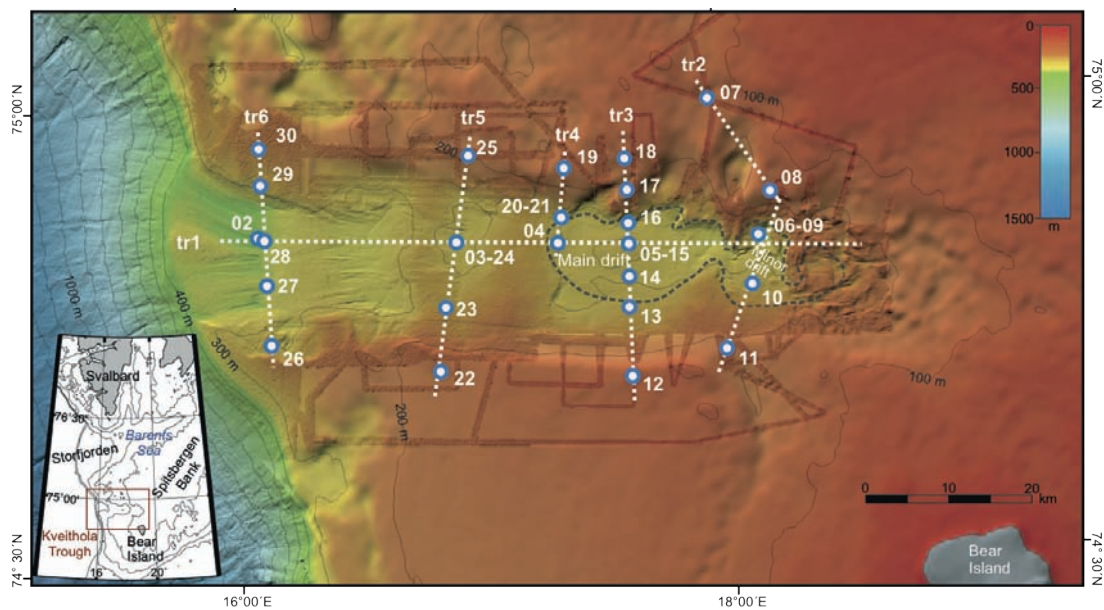 0
500
1000
1500
m
75°00´N
75°00´N
tr2
07
100 m
tr6
30
tr5
25
200
tr4
19
tr3
18
29
17
08
20-21
16
02
tr1
04
06-09
28
03-24
Main drift
05-15
Minor
drift
27
14
10
1000 m
400 m
23
13
300 m
26
22
12
11
100 m
200 m
Svalbard
76°30'
Barents
Sea
Storfjorden
Spitsbergen
Bank
75°00'
Kveithola
Trough
Bear
Island
16
20°
0
10
20
km
Bear
Island
74°30´N
74°30´N
16°00´E
18°00´E